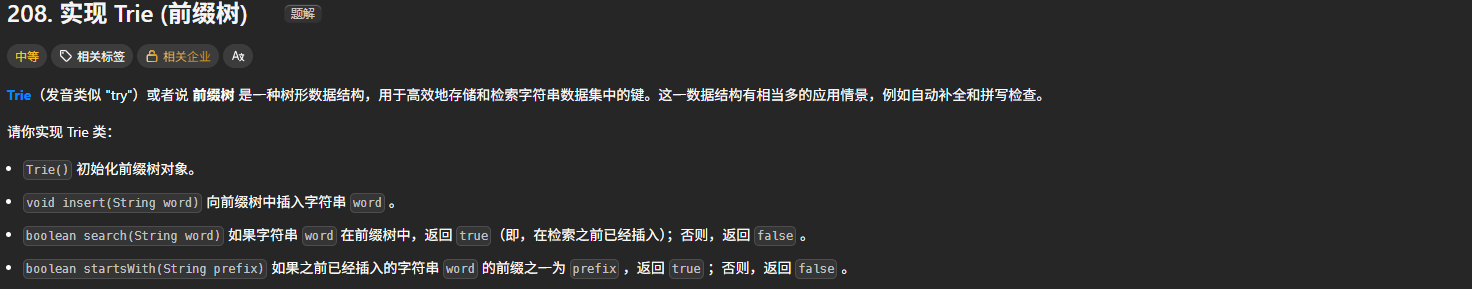 208. 实现 Trie (前缀树) 题解
中等 相关标签 相关企业 Aを
Trie（发音类似 "try"）或者说 前缀树 是一种树形数据结构，用于高效地存储和检索字符串数据集中的键。这一数据结构有相当多的应用情景，例如自动补全和拼写检查。
请你实现 Trie 类：
• Trie() 初始化前缀树对象。
• void insert(String word) 向前缀树中插入字符串 word 。
• boolean search(String word) 如果字符串 word 在前缀树中，返回 true（即，在检索之前已经插入）；否则，返回 false 。
• boolean startsWith(String prefix) 如果之前已经插入的字符串 word 的前缀之一为 prefix ，返回 true ；否则，返回 false 。